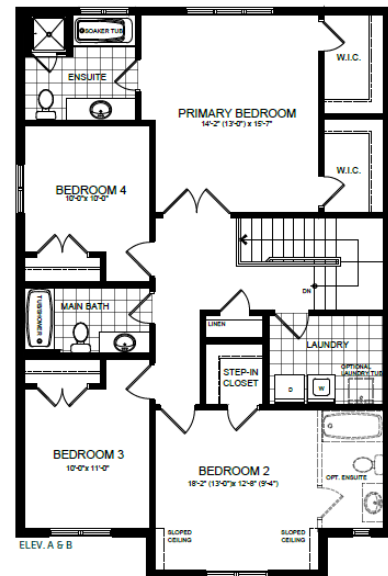 SOAKER TUB
ENSUITE
W.I.C.
PRIMARY BEDROOM
14'-2" (13'-0") x 15'-7"
W.I.C.
BEDROOM 4
10'-0"x 10'-0"
DN
TUB/SHOWER
MAIN BATH
LINEN
LAUNDRY
STEP-IN
CLOSET
OPTIONAL
LAUNDRY TUB
D
W
BEDROOM 3
10'-0"x 11'-0"
BEDROOM 2
18'-2" (13'-0")x 12'-8" (9'-4")
OPT. ENSUITE
SLOPED
CEILING
SLOPED
CEILING
ELEV. A & B